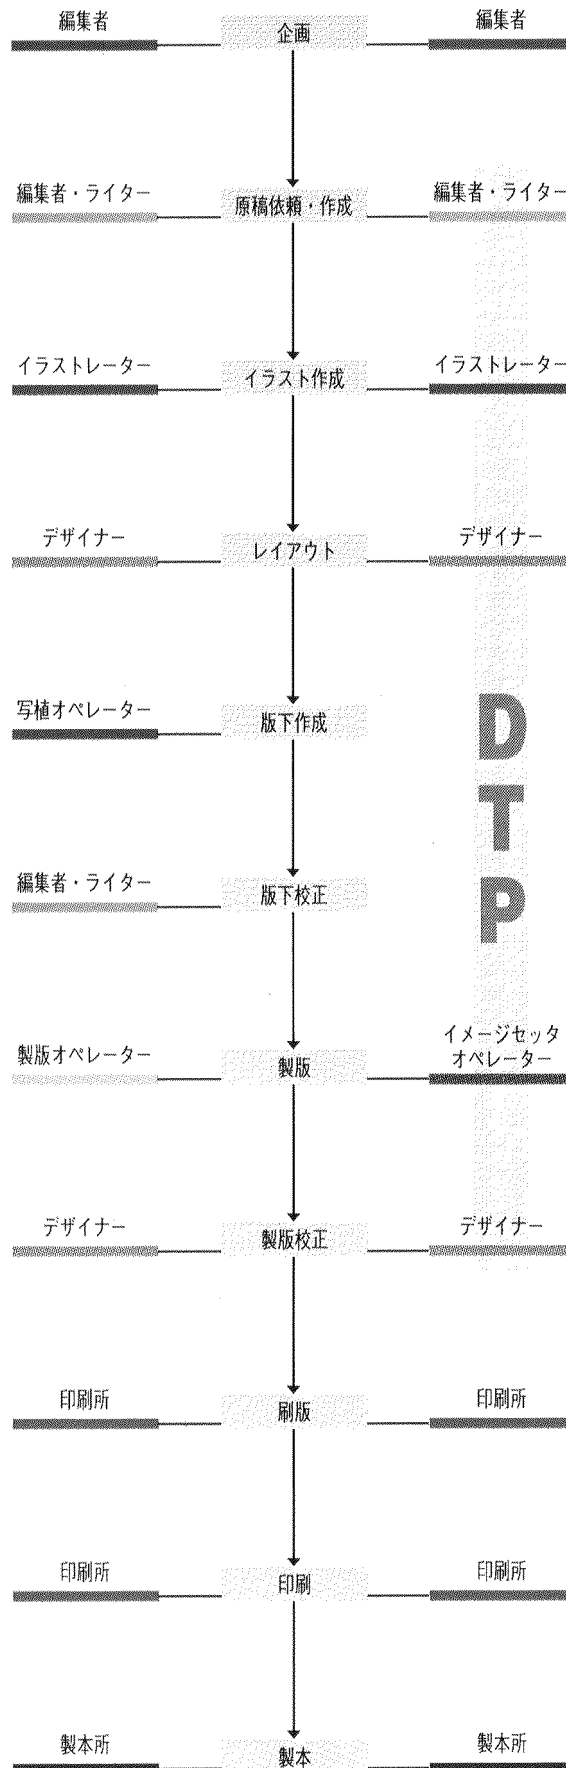 編集者 企画 編集者
編集者・ライター 原稿依頼・作成 編集者・ライター
イラストレーター イラスト作成 イラストレーター
デザイナー レイアウト デザイナー
写植オペレーター 版下作成
DTP
編集者・ライター 版下校正
製版オペレーター 製版 イメージセッタ
オペレーター
デザイナー 製版校正 デザイナー
印刷所 刷版 印刷所
印刷所 印刷 印刷所
製本所 製本 製本所